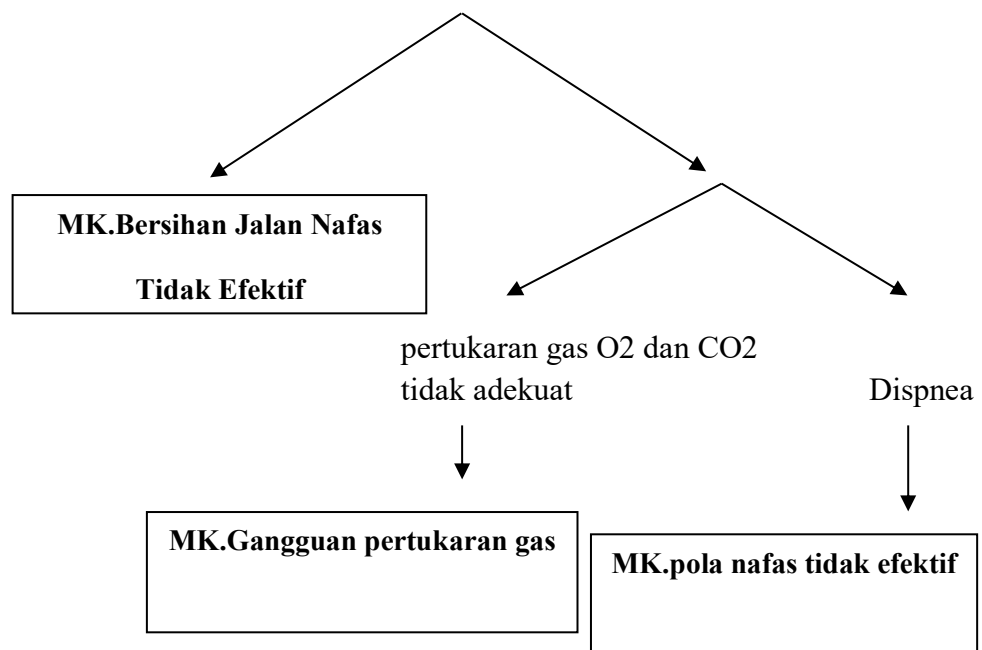 MK.Bersihan Jalan Nafas
Tidak Efektif
pertukaran gas O2 dan CO2
tidak adekuat
Dispnea
MK.Gangguan pertukaran gas
MK.pola nafas tidak efektif